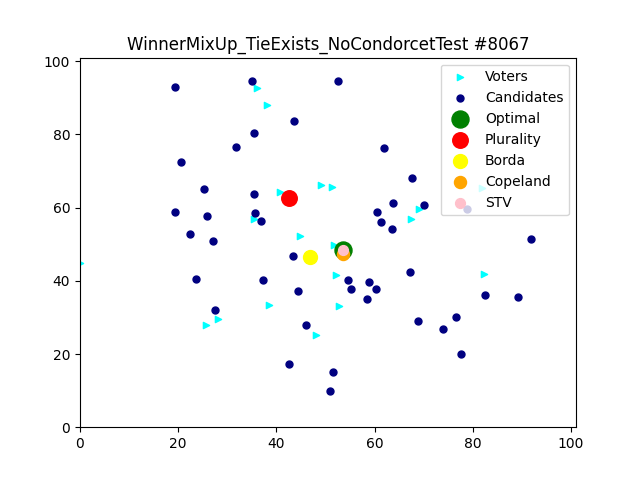 WinnerMixUp_TieExists_NoCondorcetTest #8067
Voters
Candidates
Optimal
Plurality
Borda
Copeland
STV
100
80
60
40
20
0
0 20 40 60 80 100